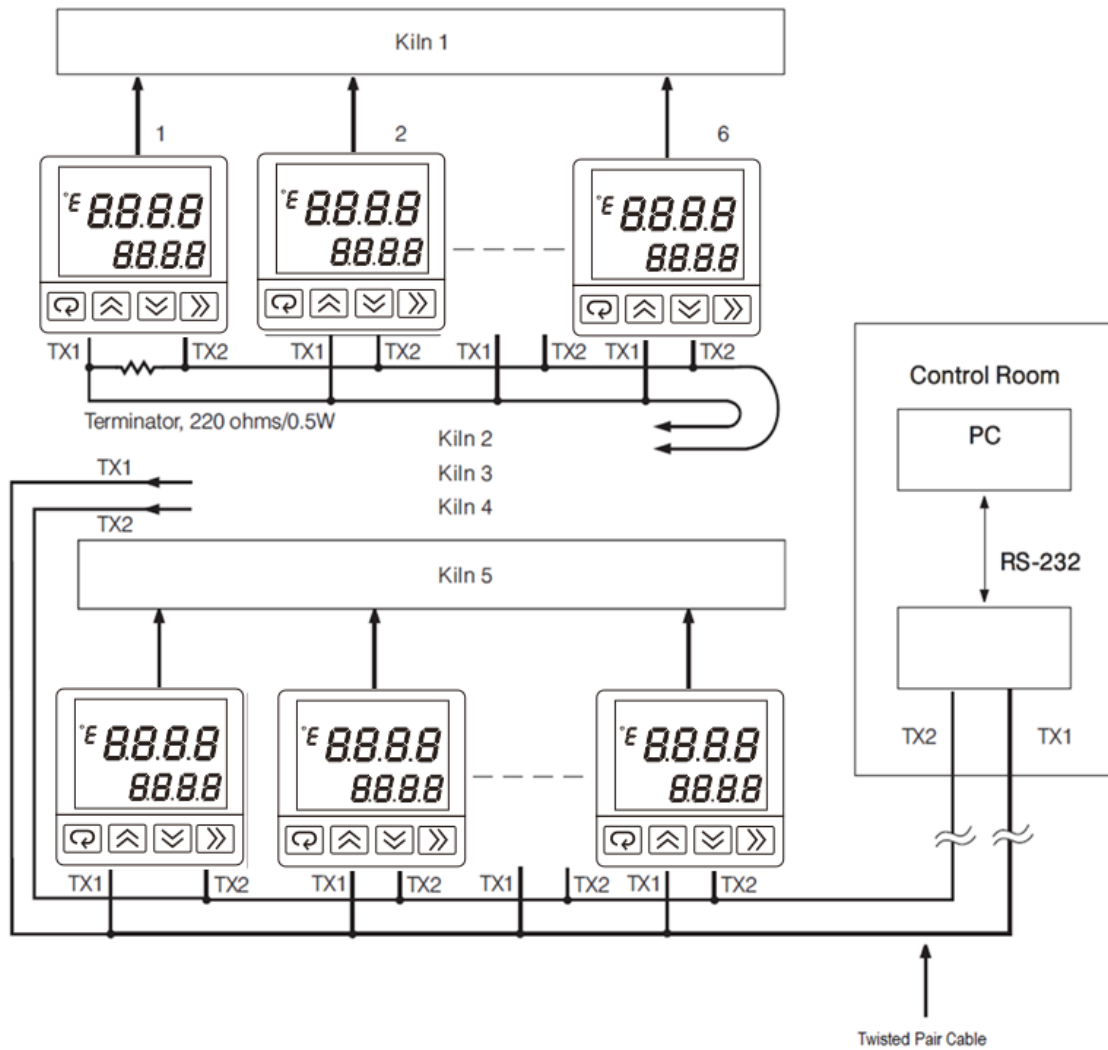 Kiln 1
1
2
6
°E 8.8.8.8
8.8.8.8
°E 8.8.8.8
8.8.8.8
°E 8.8.8.8
8.8.8.8
TX1
TX2
TX1
TX2
TX1
TX2
TX1
TX2
Terminator, 220 ohms/0.5W
Kiln 2
Kiln 3
Kiln 4
TX1
TX2
Kiln 5
°E 8.8.8.8
8.8.8.8
°E 8.8.8.8
8.8.8.8
°E 8.8.8.8
8.8.8.8
TX1
TX2
TX1
TX2
TX1
TX2
TX1
TX2
Control Room
PC
RS-232
TX2
TX1
Twisted Pair Cable